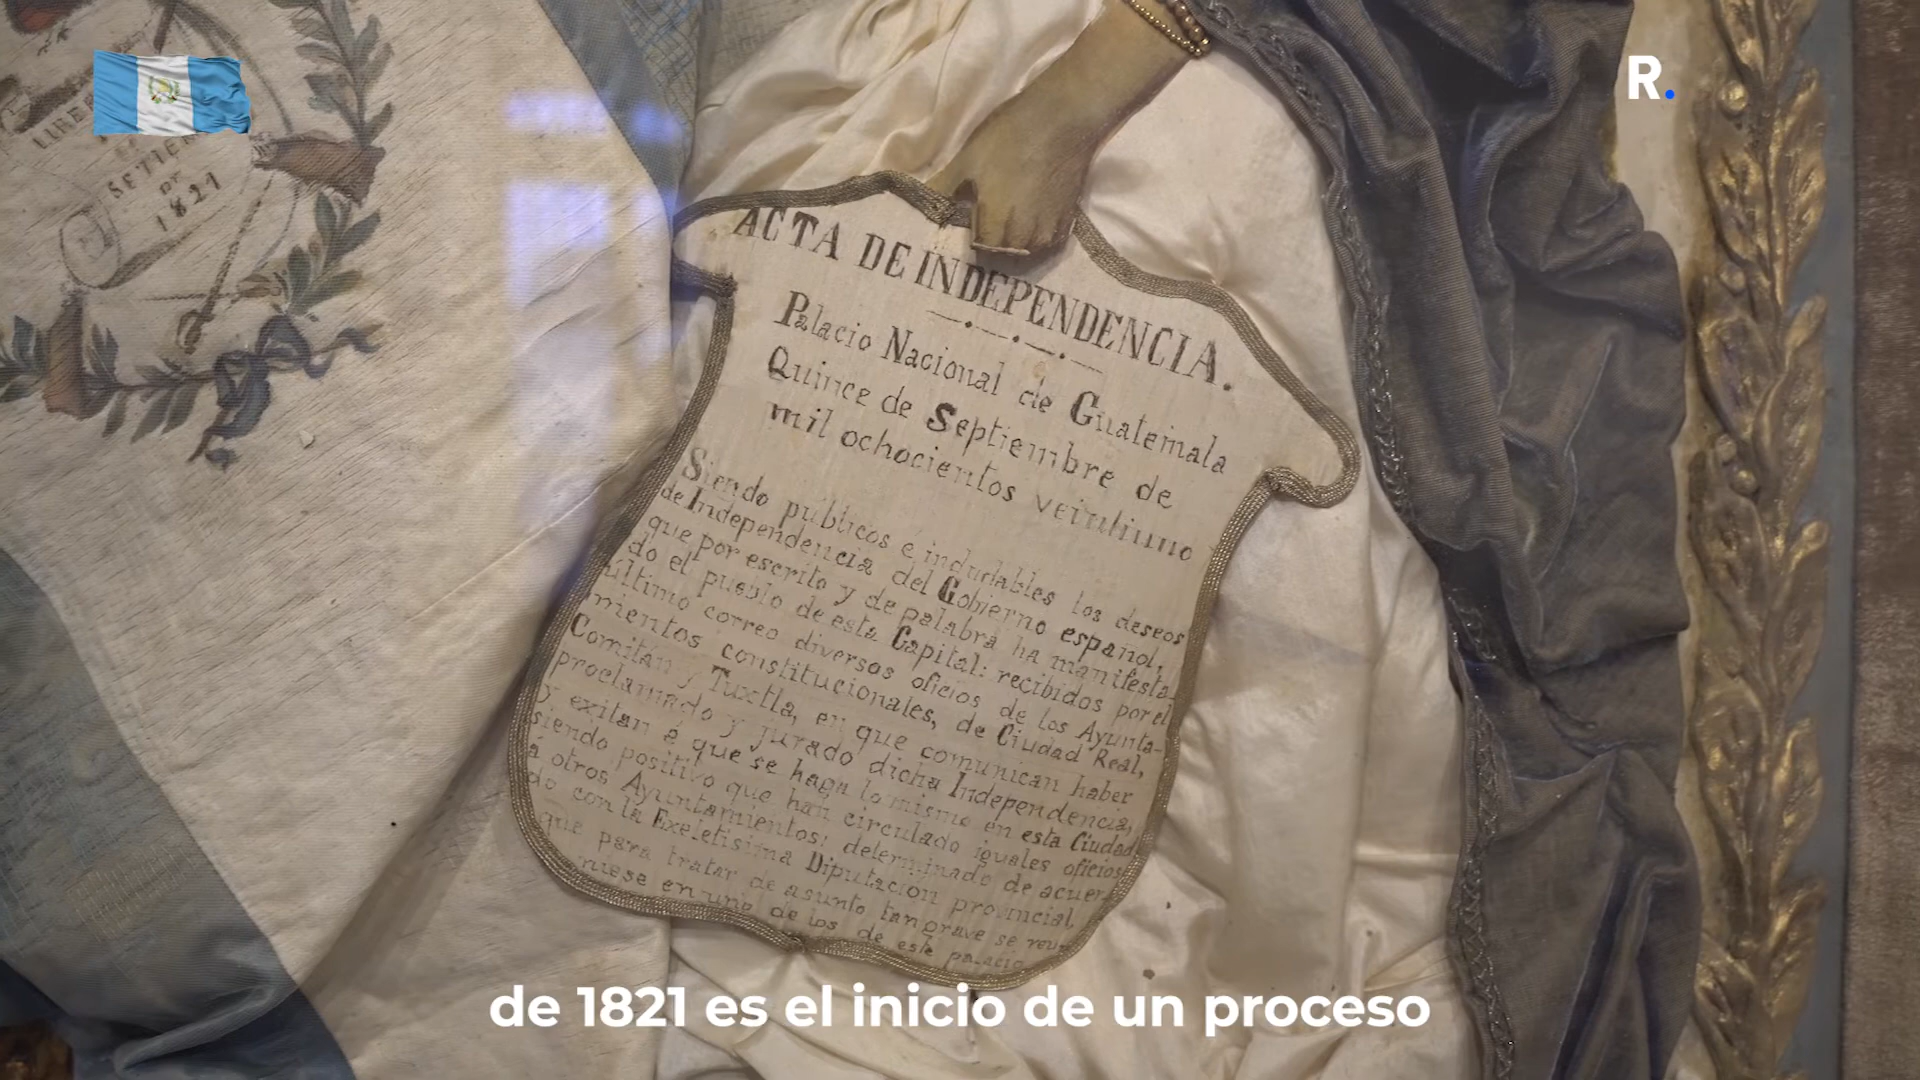 LIBER
SETIEM
DE
1821
R.
ACTA DE INDEPENDENCIA.
Palacio Nacional de Guatemala
Quince de Septiembre de
mil ochocientos veintiuno
Siendo públicos e indudables los deseos
de Independencia del Gobierno español,
que por escrito y de palabra ha manifesta
do el pueblo de esta Capital: recibidos por el
último correo diversos oficios de los Ayunta-
mientos constitucionales, de Ciudad Real,
Comitán y Tuxtla, en que comunican haber
proclamado y jurado dicha Independencia,
y exitan á que se haga lo mismo en esta Ciudad
siendo positivo que han circulado iguales oficios
á otros Ayuntamientos; determinado de acuer-
do con la Exeletisima Diputacion provincial,
que para tratar de asunto tan grave se reu-
niese en uno de los de este palacio
de 1821 es el inicio de un proceso